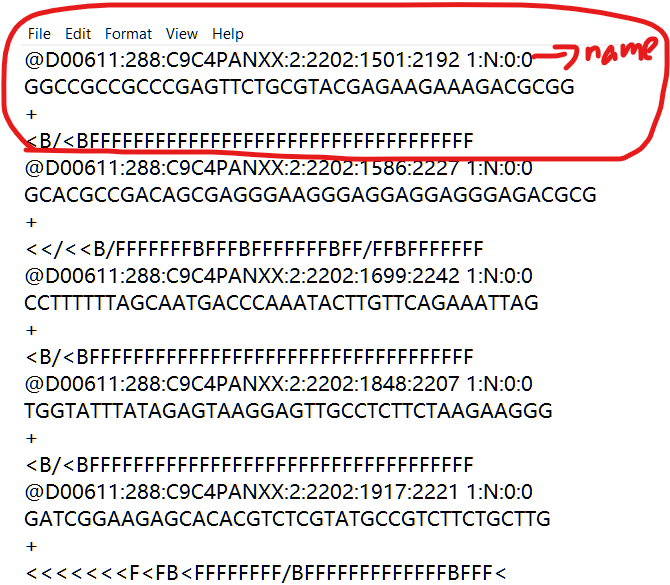 File Edit Format View Help
@D00611:288:C9C4PANXX:2:2202:1501:2192 1:N:0:0 name
GGCCGCCGCCCGAGTTCTGCGTACGAGAAGAAAGACGCGG
+
<B/<BFFFFFFFFFFFFFFFFFFFFFFFFFFFFFFFFFFF
@D00611:288:C9C4PANXX:2:2202:1586:2227 1:N:0:0
GCACGCCGACAGCGAGGGAAGGGAGGAGGAGGGAGACGCG
+
<</<<B/FFFFFFFBFFFBFFFFFFFBFF/FFBFFFFFFF
@D00611:288:C9C4PANXX:2:2202:1699:2242 1:N:0:0
CCTTTTTTAGCAATGACCCAAATACTTGTTCAGAAATTAG
+
<B/<BFFFFFFFFFFFFFFFFFFFFFFFFFFFFFFFFFFF
@D00611:288:C9C4PANXX:2:2202:1848:2207 1:N:0:0
TGGTATTTATAGAGTAAGGAGTTGCCTCTTCTAAGAAGGG
+
<B/<BFFFFFFFFFFFFFFFFFFFFFFFFFFFFFFFFFFF
@D00611:288:C9C4PANXX:2:2202:1917:2221 1:N:0:0
GATCGGAAGAGCACACGTCTCGTATGCCGTCTTCTGCTTG
+
<<<<<<<F<FB<FFFFFFFF/BFFFFFFFFFFFFFBFFF<